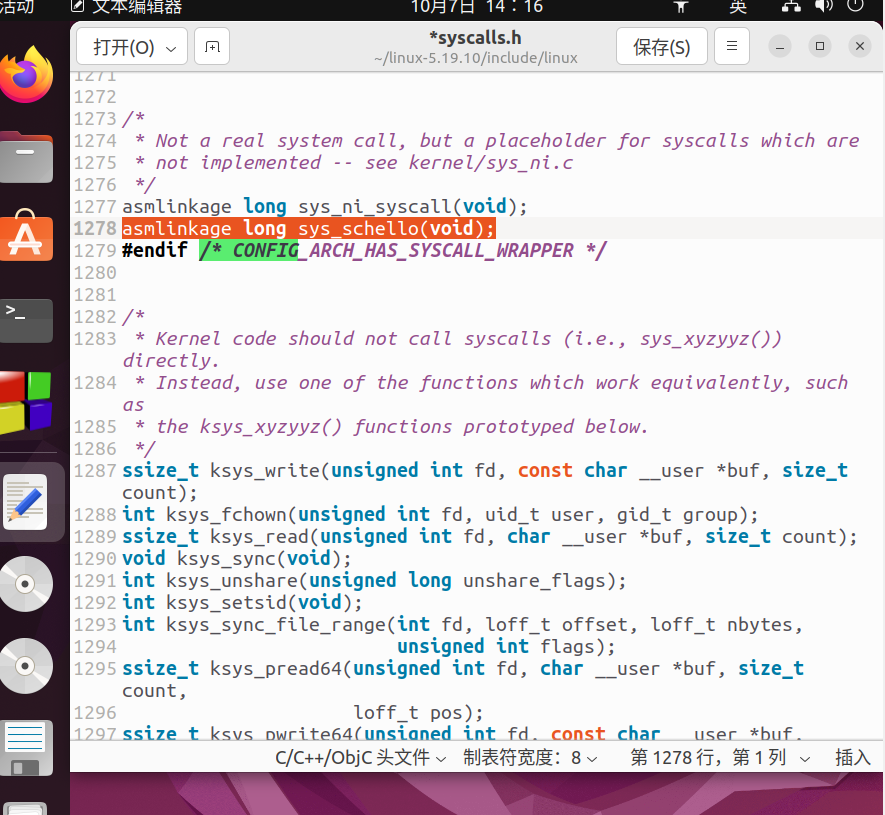 活动 文本编辑器 10月7日 14：16 英
打开(O) *syscalls.h 保存(S)
~/linux-5.19.10/include/linux
1271
1272
1273 /*
1274  * Not a real system call, but a placeholder for syscalls which are
1275  * not implemented -- see kernel/sys_ni.c
1276  */
1277 asmlinkage long sys_ni_syscall(void);
1278 asmlinkage long sys_schello(void);
1279 #endif /* CONFIG_ARCH_HAS_SYSCALL_WRAPPER */
1280
1281
1282 /*
1283  * Kernel code should not call syscalls (i.e., sys_xyzyyz())
directly.
1284  * Instead, use one of the functions which work equivalently, such
as
1285  * the ksys_xyzyyz() functions prototyped below.
1286  */
1287 ssize_t ksys_write(unsigned int fd, const char __user *buf, size_t
count);
1288 int ksys_fchown(unsigned int fd, uid_t user, gid_t group);
1289 ssize_t ksys_read(unsigned int fd, char __user *buf, size_t count);
1290 void ksys_sync(void);
1291 int ksys_unshare(unsigned long unshare_flags);
1292 int ksys_setsid(void);
1293 int ksys_sync_file_range(int fd, loff_t offset, loff_t nbytes,
1294 unsigned int flags);
1295 ssize_t ksys_pread64(unsigned int fd, char __user *buf, size_t
count,
1296 loff_t pos);
1297 ssize_t ksys_pwrite64(unsigned int fd, const char __user *buf,
C/C++/ObjC 头文件 制表符宽度：8 第 1278 行，第 1 列 插入